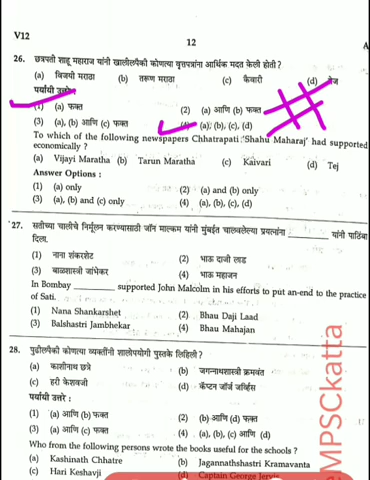 V12
12
A
26. छत्रपती शाहू महाराज यांनी खालीलपैकी कोणत्या वृत्तपत्रांना आर्थिक मदत केली होती ?
(a) विजयी मराठा (b) तरूण मराठा (c) कैवारी (d) तेज
पर्यायी उत्तरे :
(1) (a) फक्त (2) (a) आणि (b) फक्त
(3) (a), (b) आणि (c) फक्त (4) (a), (b), (c), (d)
To which of the following newspapers Chhatrapati 'Shahu Maharaj' had supported
economically ?
(a) Vijayi Maratha (b) Tarun Maratha (c) Kaivari (d) Tej
Answer Options :
(1) (a) only (2) (a) and (b) only
(3) (a), (b) and (c) only (4) (a), (b), (c), (d)
27. सतीच्या चालीचे निर्मूलन करण्यासाठी जॉन माल्कम यांनी मुंबईत चालवलेल्या प्रयत्नांना ________ यांनी पाठिंबा
दिला.
(1) नाना शंकरशेट (2) भाऊ दाजी लाड
(3) बाळशास्त्री जांभेकर (4) भाऊ महाजन
In Bombay ________ supported John Malcolm in his efforts to put an-end to the practice
of Sati.
(1) Nana Shankarshet (2) Bhau Daji Laad
(3) Balshastri Jambhekar (4) Bhau Mahajan
28. पुढीलपैकी कोणत्या व्यक्तींनी शालोपयोगी पुस्तके लिहिली ?
(a) काशीनाथ छत्रे (b) जगन्नाथशास्त्री क्रमवंत
(c) हरी केशवजी (d) कॅप्टन जॉर्ज जर्व्हिस
पर्यायी उत्तरे :
(1) (a) आणि (b) फक्त (2) (b) आणि (d) फक्त
(3) (a) आणि (c) फक्त (4) (a), (b), (c) आणि (d)
Who from the following persons wrote the books useful for the schools ?
(a) Kashinath Chhatre (b) Jagannathshastri Kramavanta
(c) Hari Keshavji (d) Captain George Jervis
MPSCkatta